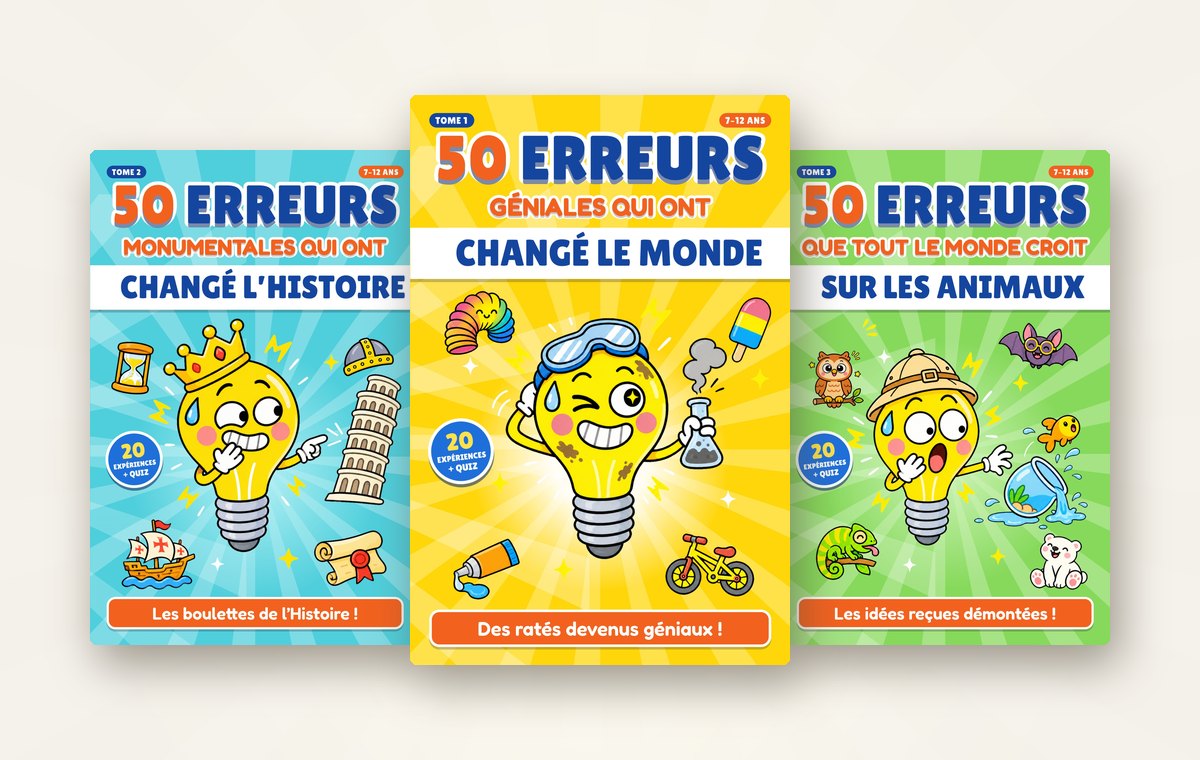 TOME 2
7-12 ANS
50 ERREURS
MONUMENTALES QUI ONT
CHANGÉ L'HISTOIRE
20
EXPÉRIENCES
+ QUIZ
Les boulettes de l'Histoire !
TOME 1
7-12 ANS
50 ERREURS
GÉNIALES QUI ONT
CHANGÉ LE MONDE
20
EXPÉRIENCES
+ QUIZ
Des ratés devenus géniaux !
TOME 3
7-12 ANS
50 ERREURS
QUE TOUT LE MONDE CROIT
SUR LES ANIMAUX
20
EXPÉRIENCES
+ QUIZ
Les idées reçues démontées !